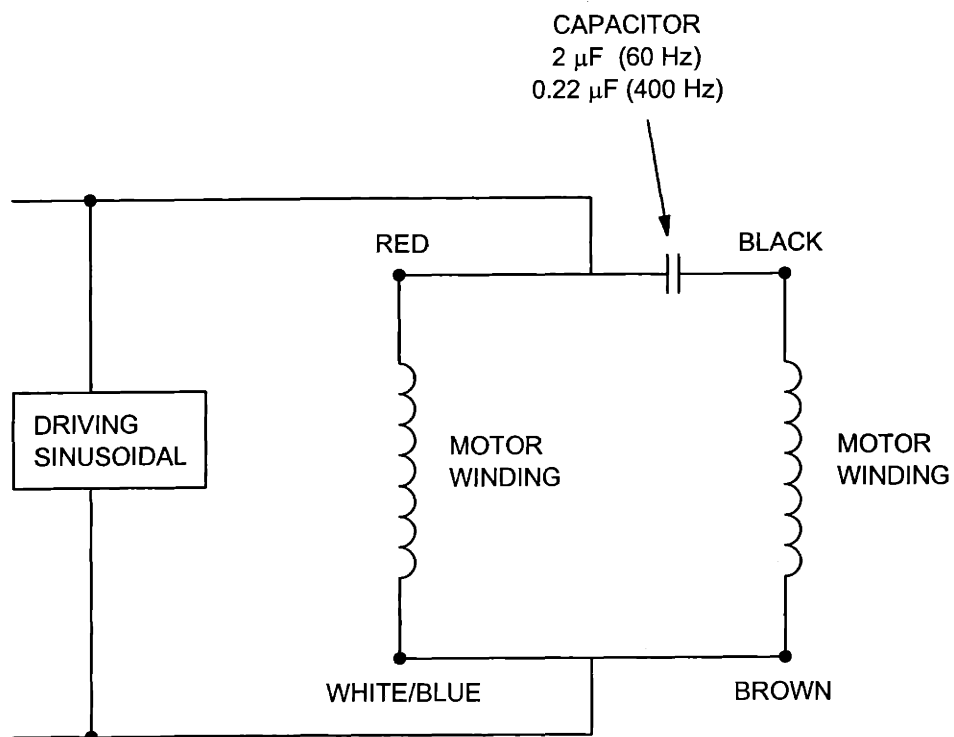 CAPACITOR
2 μF (60 Hz)
0.22 μF (400 Hz)
RED
BLACK
DRIVING
SINUSOIDAL
MOTOR
WINDING
MOTOR
WINDING
WHITE/BLUE
BROWN